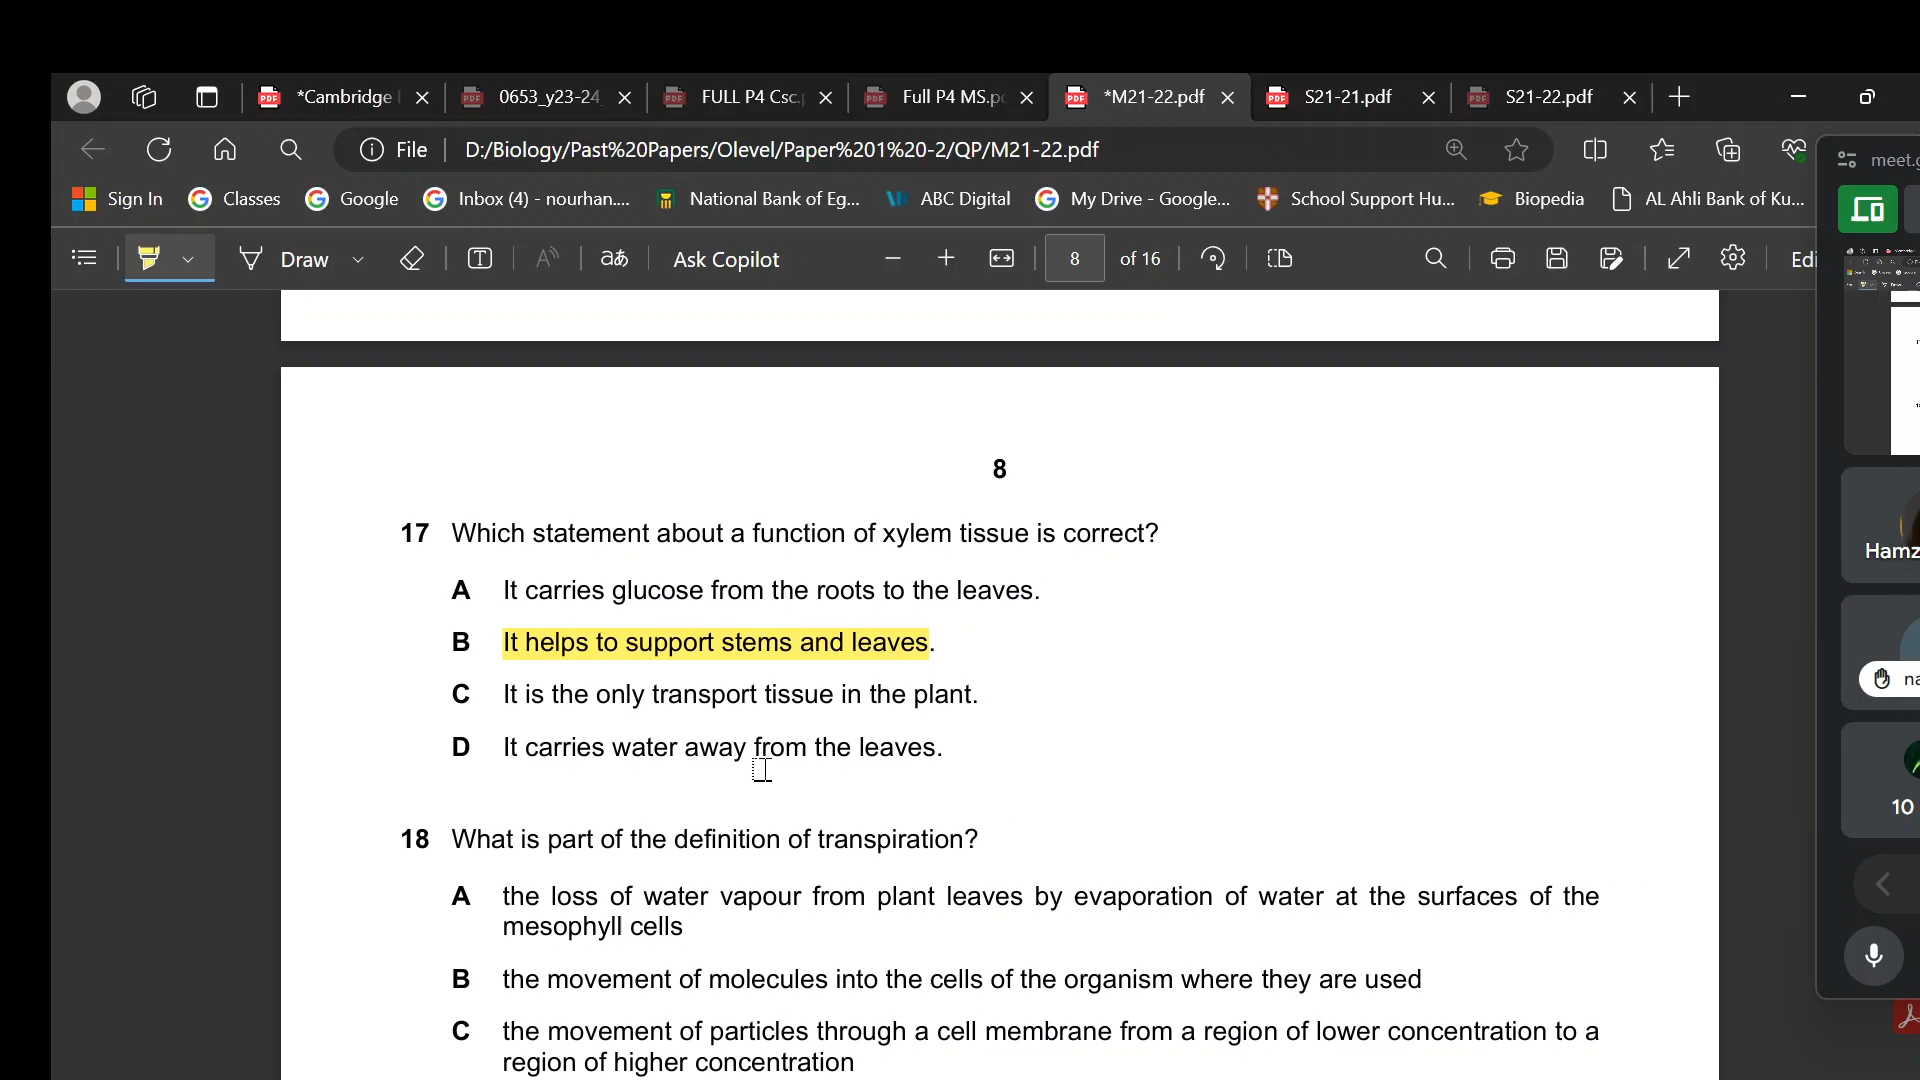 *Cambridge
0653_y23-24
FULL P4 Csc.
Full P4 MS.p
*M21-22.pdf
S21-21.pdf
S21-22.pdf
File
D:/Biology/Past%20Papers/Olevel/Paper%201%20-2/QP/M21-22.pdf
meet.g
Sign In
Classes
Google
Inbox (4) - nourhan....
National Bank of Eg...
ABC Digital
My Drive - Google...
School Support Hu...
Biopedia
AL Ahli Bank of Ku...
Draw
aあ
Ask Copilot
8
of 16
Edi
8
17 Which statement about a function of xylem tissue is correct?
A It carries glucose from the roots to the leaves.
B It helps to support stems and leaves.
C It is the only transport tissue in the plant.
D It carries water away from the leaves.
18 What is part of the definition of transpiration?
A the loss of water vapour from plant leaves by evaporation of water at the surfaces of the
mesophyll cells
B the movement of molecules into the cells of the organism where they are used
C the movement of particles through a cell membrane from a region of lower concentration to a
region of higher concentration
Hamz
na
10